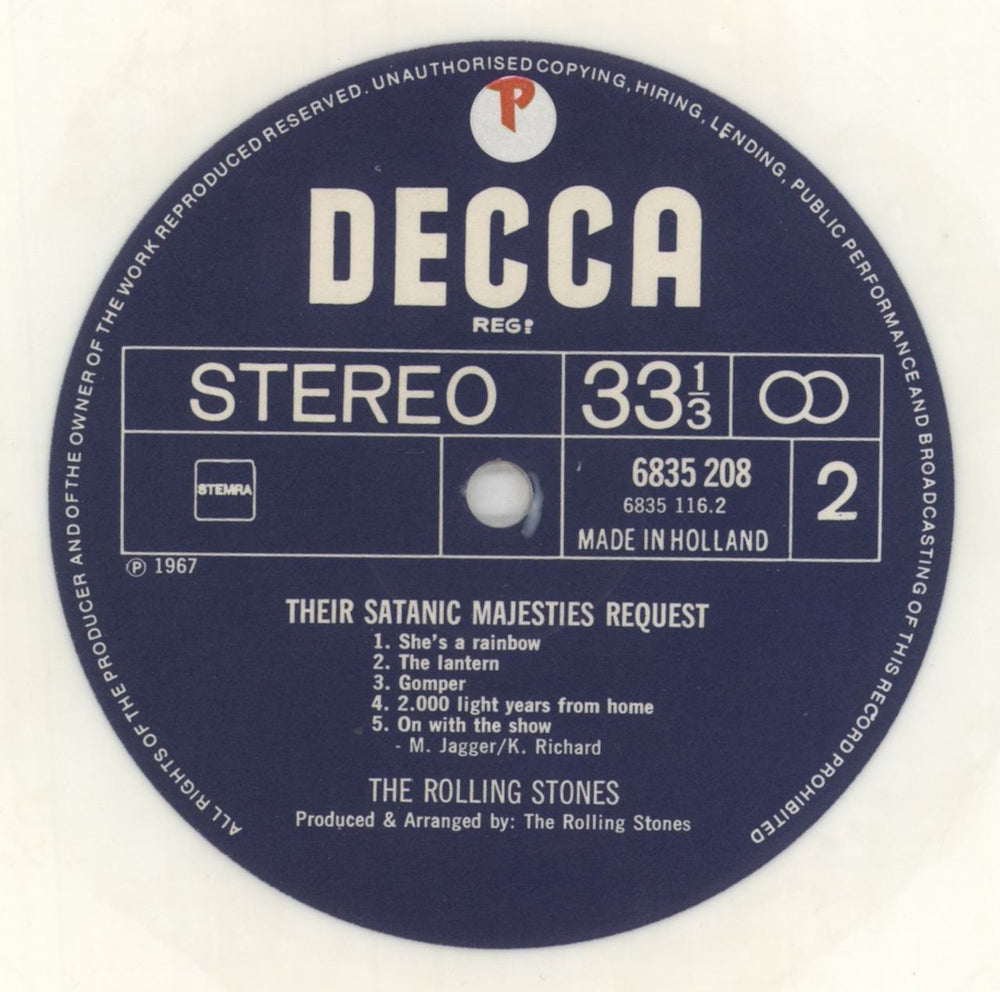 ALL RIGHTS OF THE PRODUCER AND OF THE OWNER OF THE WORK REPRODUCED RESERVED. UNAUTHORISED COPYING, HIRING, LENDING, PUBLIC PERFORMANCE AND BROADCASTING OF THIS RECORD PROHIBITED
P
DECCA
REGD
STEREO
33 1/3
STEMRA
6835 208
6835 116.2
MADE IN HOLLAND
2
℗ 1967
THEIR SATANIC MAJESTIES REQUEST
1. She's a rainbow
2. The lantern
3. Gomper
4. 2.000 light years from home
5. On with the show
- M. Jagger/K. Richard
THE ROLLING STONES
Produced & Arranged by: The Rolling Stones